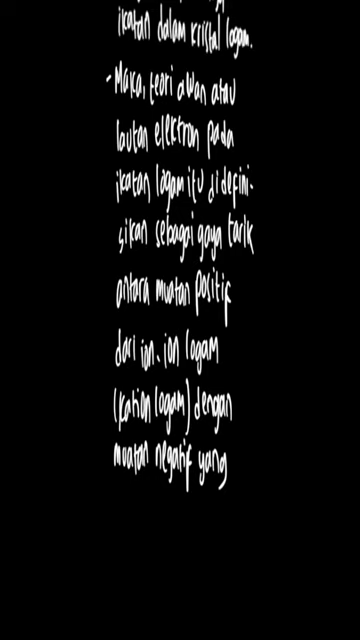 ikatan dalam kristal logam.
- Maka, teori awan atau
lautan elektron pada
ikatan logam itu didefini-
sikan sebagai gaya tarik
antara muatan positif
dari ion-ion logam
(kation logam) dengan
muatan negatif yang